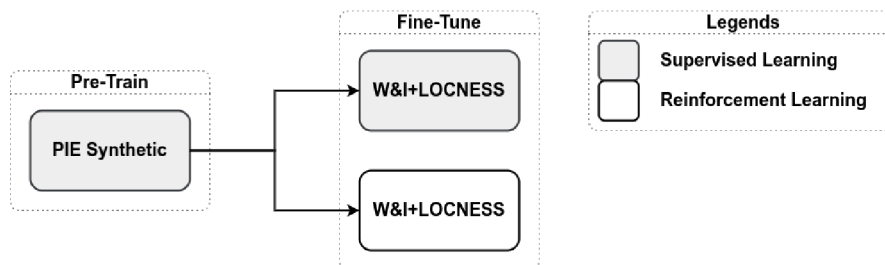 Pre-Train
PIE Synthetic
Fine-Tune
W&I+LOCNESS
W&I+LOCNESS
Legends
Supervised Learning
Reinforcement Learning